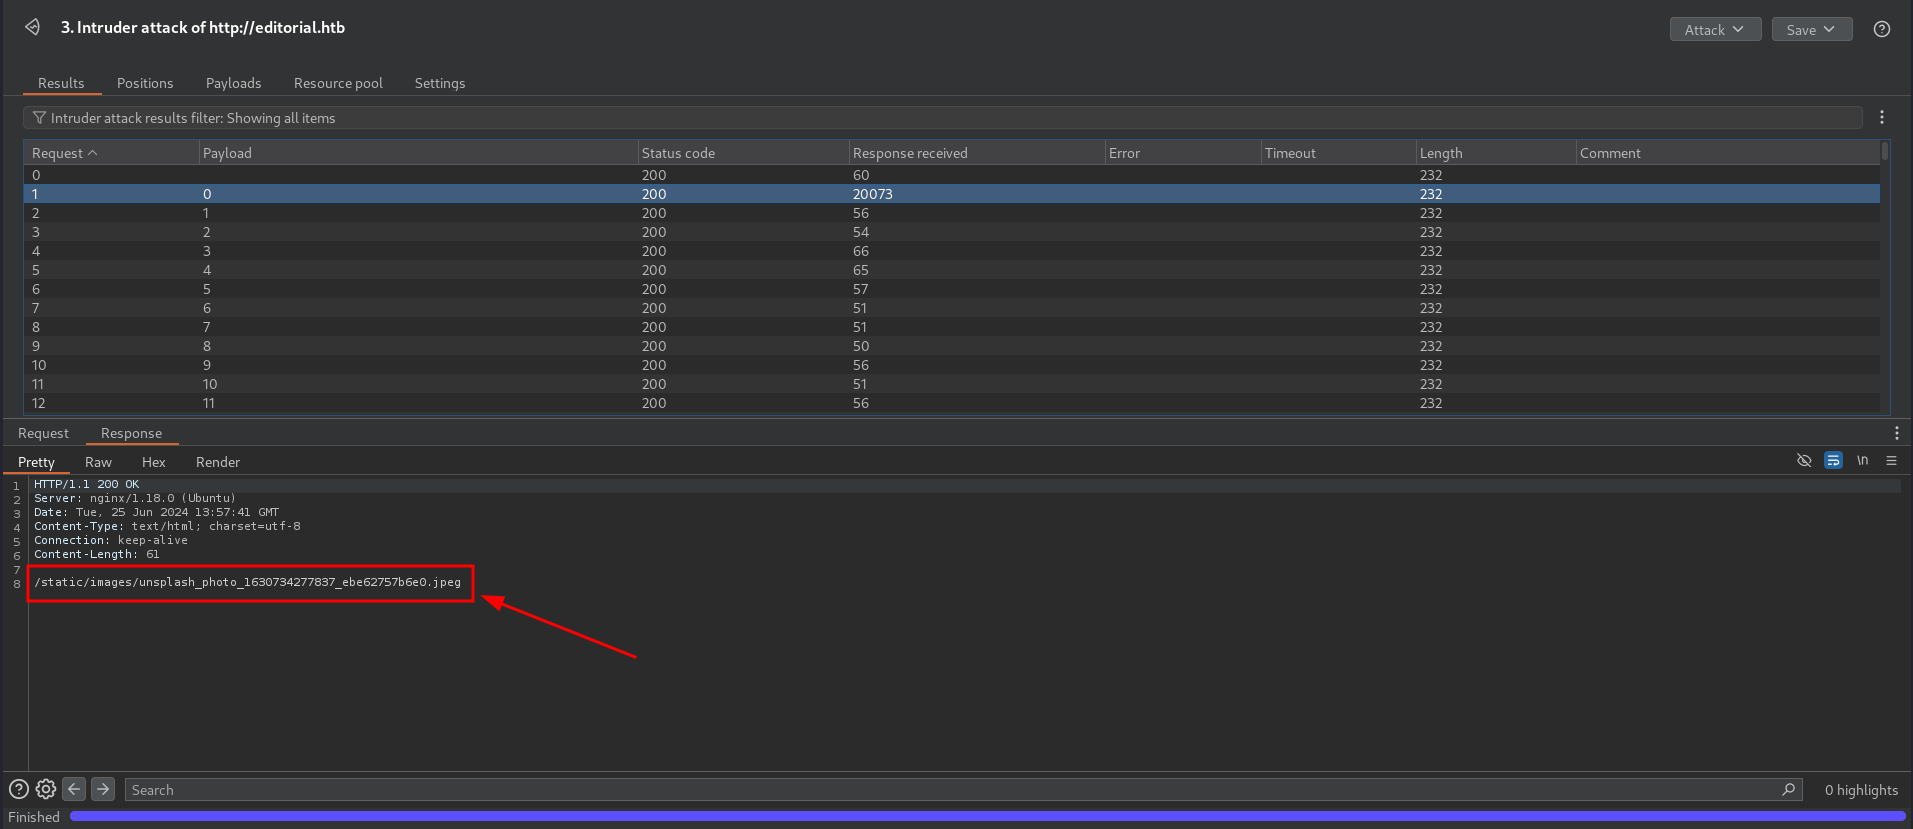 3. Intruder attack of http://editorial.htb
Attack
Save
Results Positions Payloads Resource pool Settings
Intruder attack results filter: Showing all items
Request Payload Status code Response received Error Timeout Length Comment
0 200 60 232
1 0 200 20073 232
2 1 200 56 232
3 2 200 54 232
4 3 200 66 232
5 4 200 65 232
6 5 200 57 232
7 6 200 51 232
8 7 200 51 232
9 8 200 50 232
10 9 200 56 232
11 10 200 51 232
12 11 200 56 232
Request Response
Pretty Raw Hex Render
\n
1 HTTP/1.1 200 OK
2 Server: nginx/1.18.0 (Ubuntu)
3 Date: Tue, 25 Jun 2024 13:57:41 GMT
4 Content-Type: text/html; charset=utf-8
5 Connection: keep-alive
6 Content-Length: 61
7
8 /static/images/unsplash_photo_1630734277837_ebe62757b6e0.jpeg
Search
0 highlights
Finished